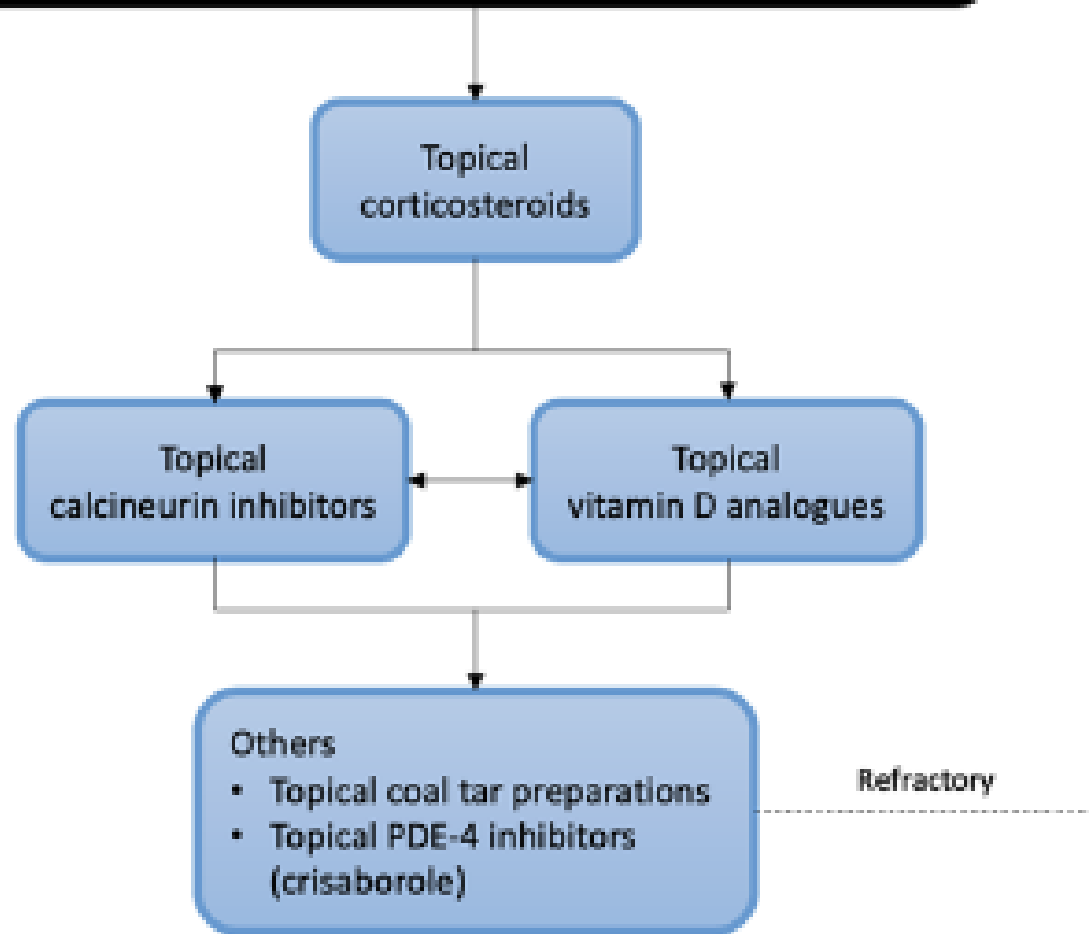 Topical
corticosteroids
Topical
calcineurin inhibitors
Topical
vitamin D analogues
Others
• Topical coal tar preparations
• Topical PDE-4 inhibitors
(crisaborole)
Refractory